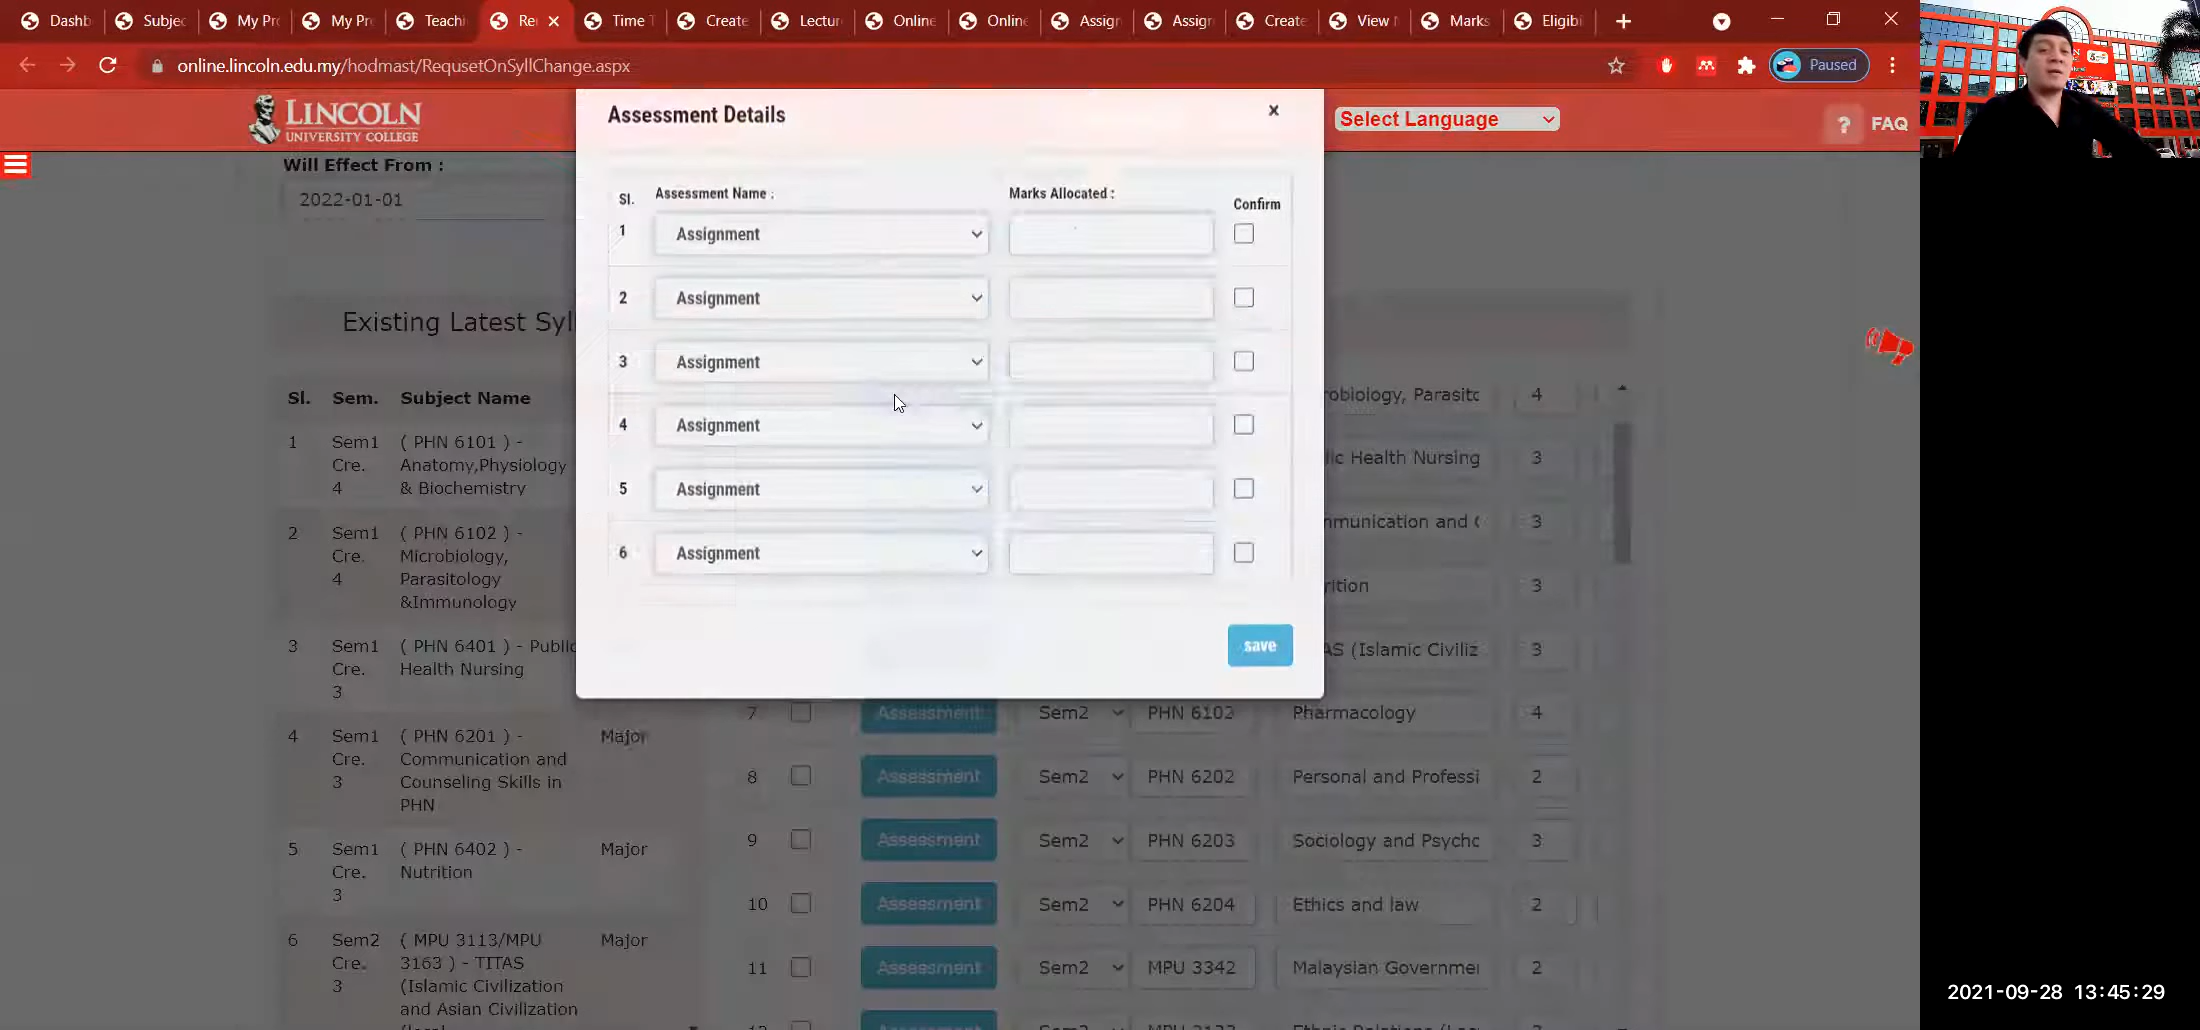 Dashb Subjec My Pro My Pro Teachi Re Time T Create Lectur Online Online Assign Assign Create View Marks Eligibi
online.lincoln.edu.my/hodmast/RequsetOnSyllChange.aspx
Paused
LINCOLN
UNIVERSITY COLLEGE
Select Language
? FAQ
Will Effect From :
2022-01-01
Assessment Details
x
Sl. Assessment Name : Marks Allocated : Confirm
1 Assignment
2 Assignment
3 Assignment
4 Assignment
5 Assignment
6 Assignment
save
Existing Latest Syll
Sl. Sem. Subject Name
1 Sem1 ( PHN 6101 ) -
Cre. Anatomy,Physiology
4 & Biochemistry
2 Sem1 ( PHN 6102 ) -
Cre. Microbiology,
4 Parasitology
&Immunology
3 Sem1 ( PHN 6401 ) - Public
Cre. Health Nursing
3
4 Sem1 ( PHN 6201 ) - Major
Cre. Communication and
3 Counseling Skills in
PHN
5 Sem1 ( PHN 6402 ) - Major
Cre. Nutrition
3
6 Sem2 ( MPU 3113/MPU Major
Cre. 3163 ) - TITAS
3 (Islamic Civilization
and Asian Civilization
robiology, Parasito 4
lic Health Nursing 3
nmunication and 3
rition 3
AS (Islamic Civiliz 3
7 Assessment Sem2 PHN 6102 Pharmacology 4
8 Assessment Sem2 PHN 6202 Personal and Professi 2
9 Assessment Sem2 PHN 6203 Sociology and Psycho 3
10 Assessment Sem2 PHN 6204 Ethics and law 2
11 Assessment Sem2 MPU 3342 Malaysian Governmen 2
2021-09-28 13:45:29